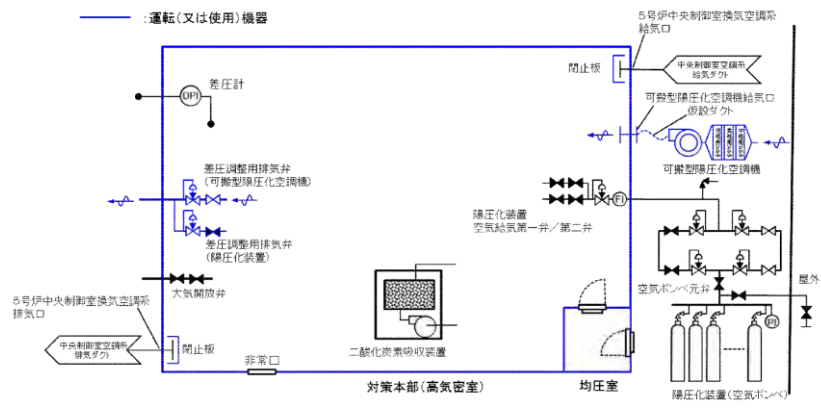 ：運転(又は使用)機器
5号炉中央制御室換気空調系
給気口
閉止板
中央制御室空調系
給気ダクト
差圧計
DPI
可搬型陽圧化空調機給気口
仮設ダクト
可搬型陽圧化空調機
差圧調整用排気弁
(可搬型陽圧化空調機)
陽圧化装置
空気給気第一弁／第二弁
FI
差圧調整用排気弁
(陽圧化装置)
大気開放弁
空気ボンベ元弁
屋外
5号炉中央制御室換気空調系
排気口
中央制御室空調系
排気ダクト
閉止板
非常口
二酸化炭素吸収装置
PI
対策本部(高気密室)
均圧室
陽圧化装置(空気ボンベ)